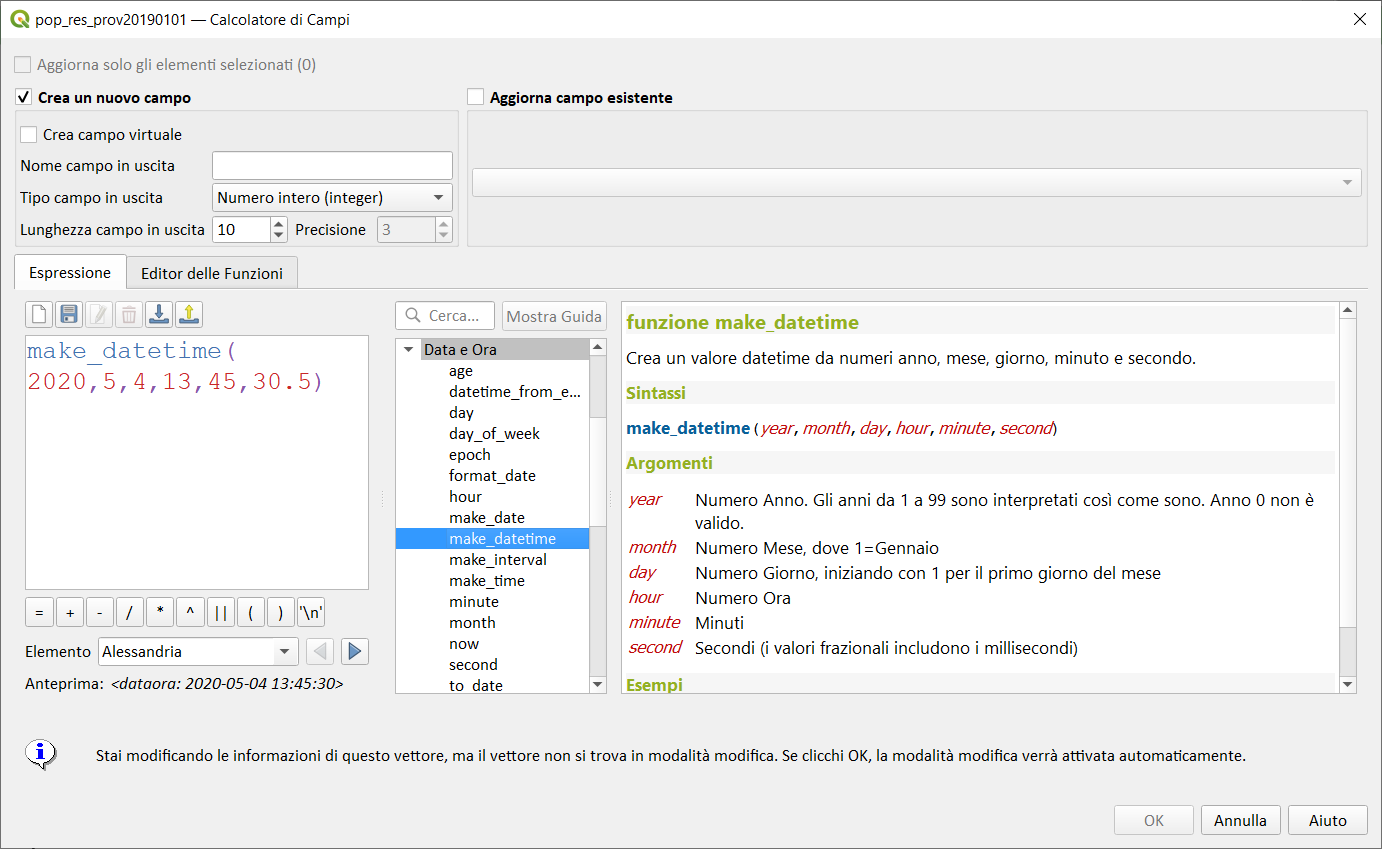 pop_res_prov20190101 — Calcolatore di Campi
Aggiorna solo gli elementi selezionati (0)
Crea un nuovo campo
Aggiorna campo esistente
Crea campo virtuale
Nome campo in uscita
Tipo campo in uscita Numero intero (integer)
Lunghezza campo in uscita 10 Precisione 3
Espressione Editor delle Funzioni
make_datetime(
2020,5,4,13,45,30.5)
= + - / * ^ || ( ) '\n'
Elemento Alessandria
Anteprima: <dataora: 2020-05-04 13:45:30>
Cerca... Mostra Guida
Data e Ora
age
datetime_from_e...
day
day_of_week
epoch
format_date
hour
make_date
make_datetime
make_interval
make_time
minute
month
now
second
to_date
funzione make_datetime
Crea un valore datetime da numeri anno, mese, giorno, minuto e secondo.
Sintassi
make_datetime(year, month, day, hour, minute, second)
Argomenti
year Numero Anno. Gli anni da 1 a 99 sono interpretati così come sono. Anno 0 non è
valido.
month Numero Mese, dove 1=Gennaio
day Numero Giorno, iniziando con 1 per il primo giorno del mese
hour Numero Ora
minute Minuti
second Secondi (i valori frazionali includono i millisecondi)
Esempi
Stai modificando le informazioni di questo vettore, ma il vettore non si trova in modalità modifica. Se clicchi OK, la modalità modifica verrà attivata automaticamente.
OK Annulla Aiuto